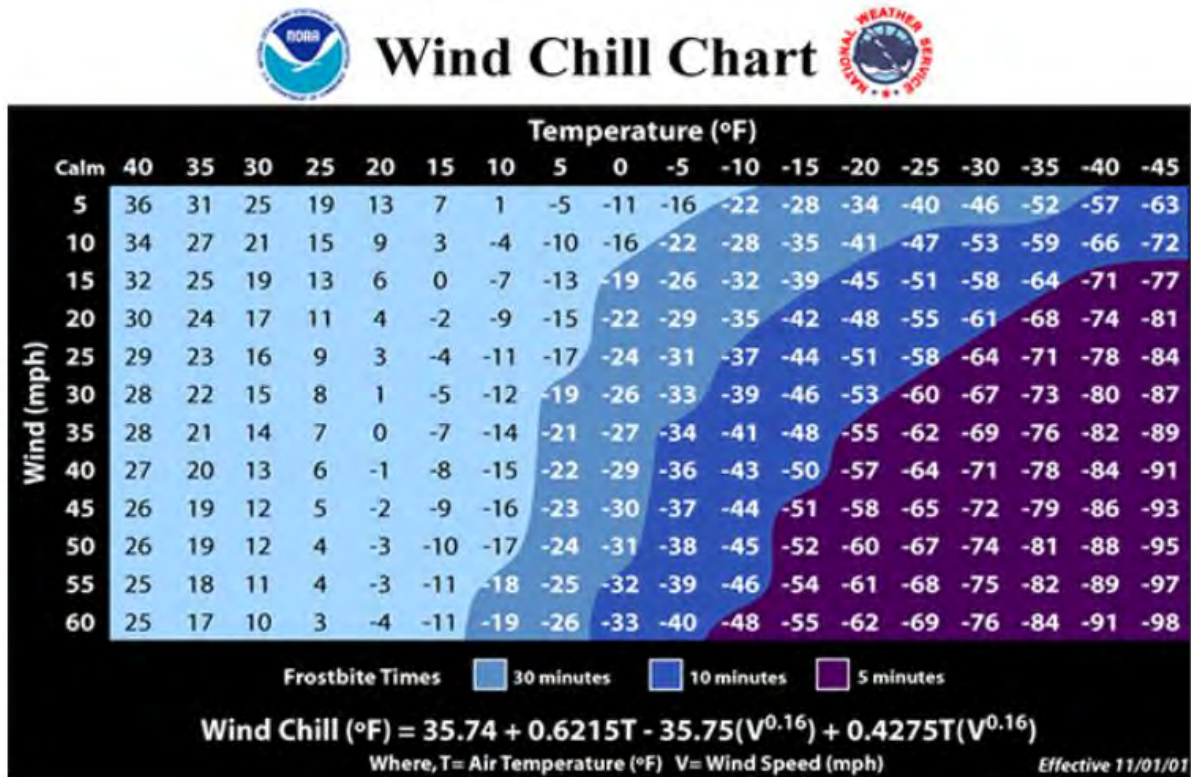 NOAA
Wind Chill Chart
NATIONAL WEATHER SERVICE
Temperature (ºF)
Calm 40 35 30 25 20 15 10 5 0 -5 -10 -15 -20 -25 -30 -35 -40 -45
5 36 31 25 19 13 7 1 -5 -11 -16 -22 -28 -34 -40 -46 -52 -57 -63
10 34 27 21 15 9 3 -4 -10 -16 -22 -28 -35 -41 -47 -53 -59 -66 -72
15 32 25 19 13 6 0 -7 -13 -19 -26 -32 -39 -45 -51 -58 -64 -71 -77
20 30 24 17 11 4 -2 -9 -15 -22 -29 -35 -42 -48 -55 -61 -68 -74 -81
25 29 23 16 9 3 -4 -11 -17 -24 -31 -37 -44 -51 -58 -64 -71 -78 -84
30 28 22 15 8 1 -5 -12 -19 -26 -33 -39 -46 -53 -60 -67 -73 -80 -87
35 28 21 14 7 0 -7 -14 -21 -27 -34 -41 -48 -55 -62 -69 -76 -82 -89
40 27 20 13 6 -1 -8 -15 -22 -29 -36 -43 -50 -57 -64 -71 -78 -84 -91
45 26 19 12 5 -2 -9 -16 -23 -30 -37 -44 -51 -58 -65 -72 -79 -86 -93
50 26 19 12 4 -3 -10 -17 -24 -31 -38 -45 -52 -60 -67 -74 -81 -88 -95
55 25 18 11 4 -3 -11 -18 -25 -32 -39 -46 -54 -61 -68 -75 -82 -89 -97
60 25 17 10 3 -4 -11 -19 -26 -33 -40 -48 -55 -62 -69 -76 -84 -91 -98
Wind (mph)
Frostbite Times 30 minutes 10 minutes 5 minutes
Wind Chill (ºF) = 35.74 + 0.6215T - 35.75(V^0.16) + 0.4275T(V^0.16)
Where, T= Air Temperature (ºF) V= Wind Speed (mph)
Effective 11/01/01